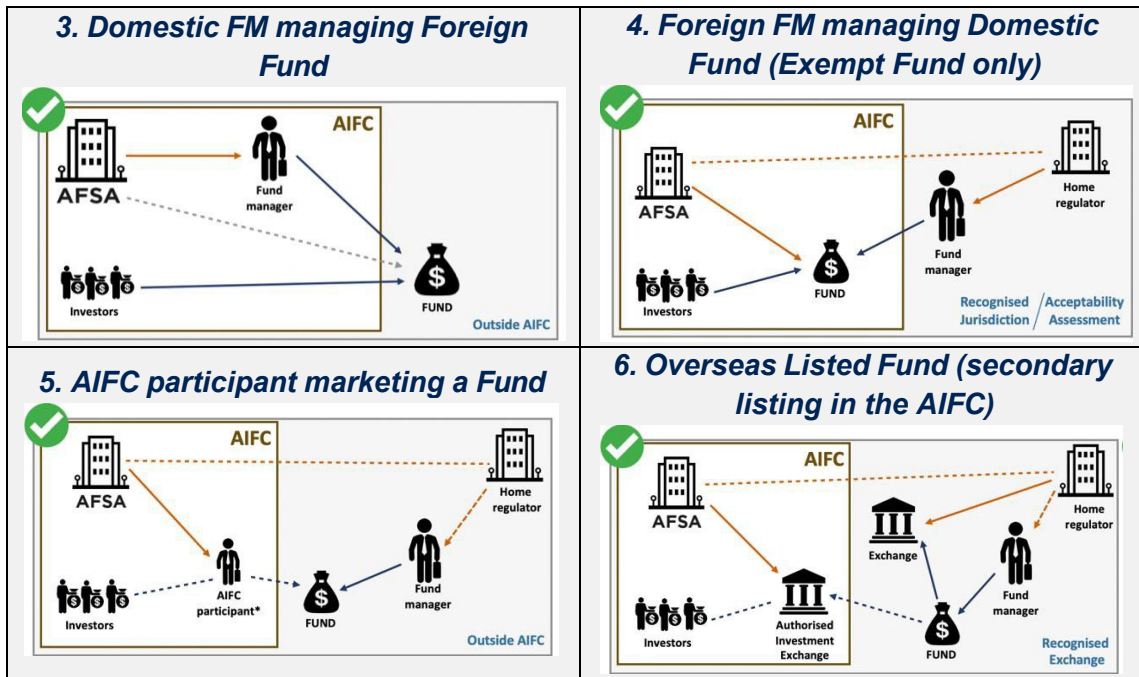 3. Domestic FM managing Foreign
Fund
AIFC
AFSA
Fund
manager
$
FUND
$ $ $
Investors
Outside AIFC
4. Foreign FM managing Domestic
Fund (Exempt Fund only)
AIFC
AFSA
Home
regulator
Fund
manager
$
FUND
$ $ $
Investors
Recognised
Jurisdiction / Acceptability
Assessment
5. AIFC participant marketing a Fund
AIFC
AFSA
Home
regulator
$ $ $
Investors
AIFC
participant*
$
FUND
Fund
manager
Outside AIFC
6. Overseas Listed Fund (secondary
listing in the AIFC)
AIFC
AFSA
Home
regulator
Exchange
Fund
manager
$ $ $
Investors
Authorised
Investment
Exchange
$
FUND
Recognised
Exchange